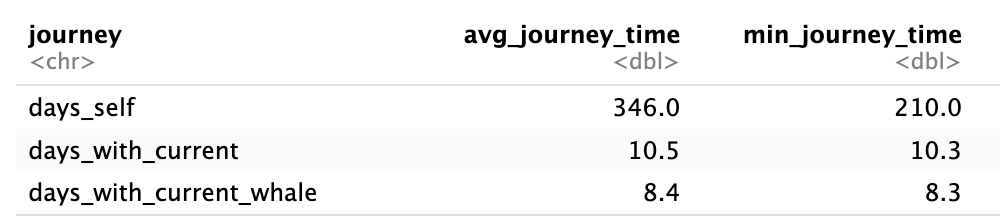 journey avg_journey_time min_journey_time
<chr> <dbl> <dbl>
days_self 346.0 210.0
days_with_current 10.5 10.3
days_with_current_whale 8.4 8.3